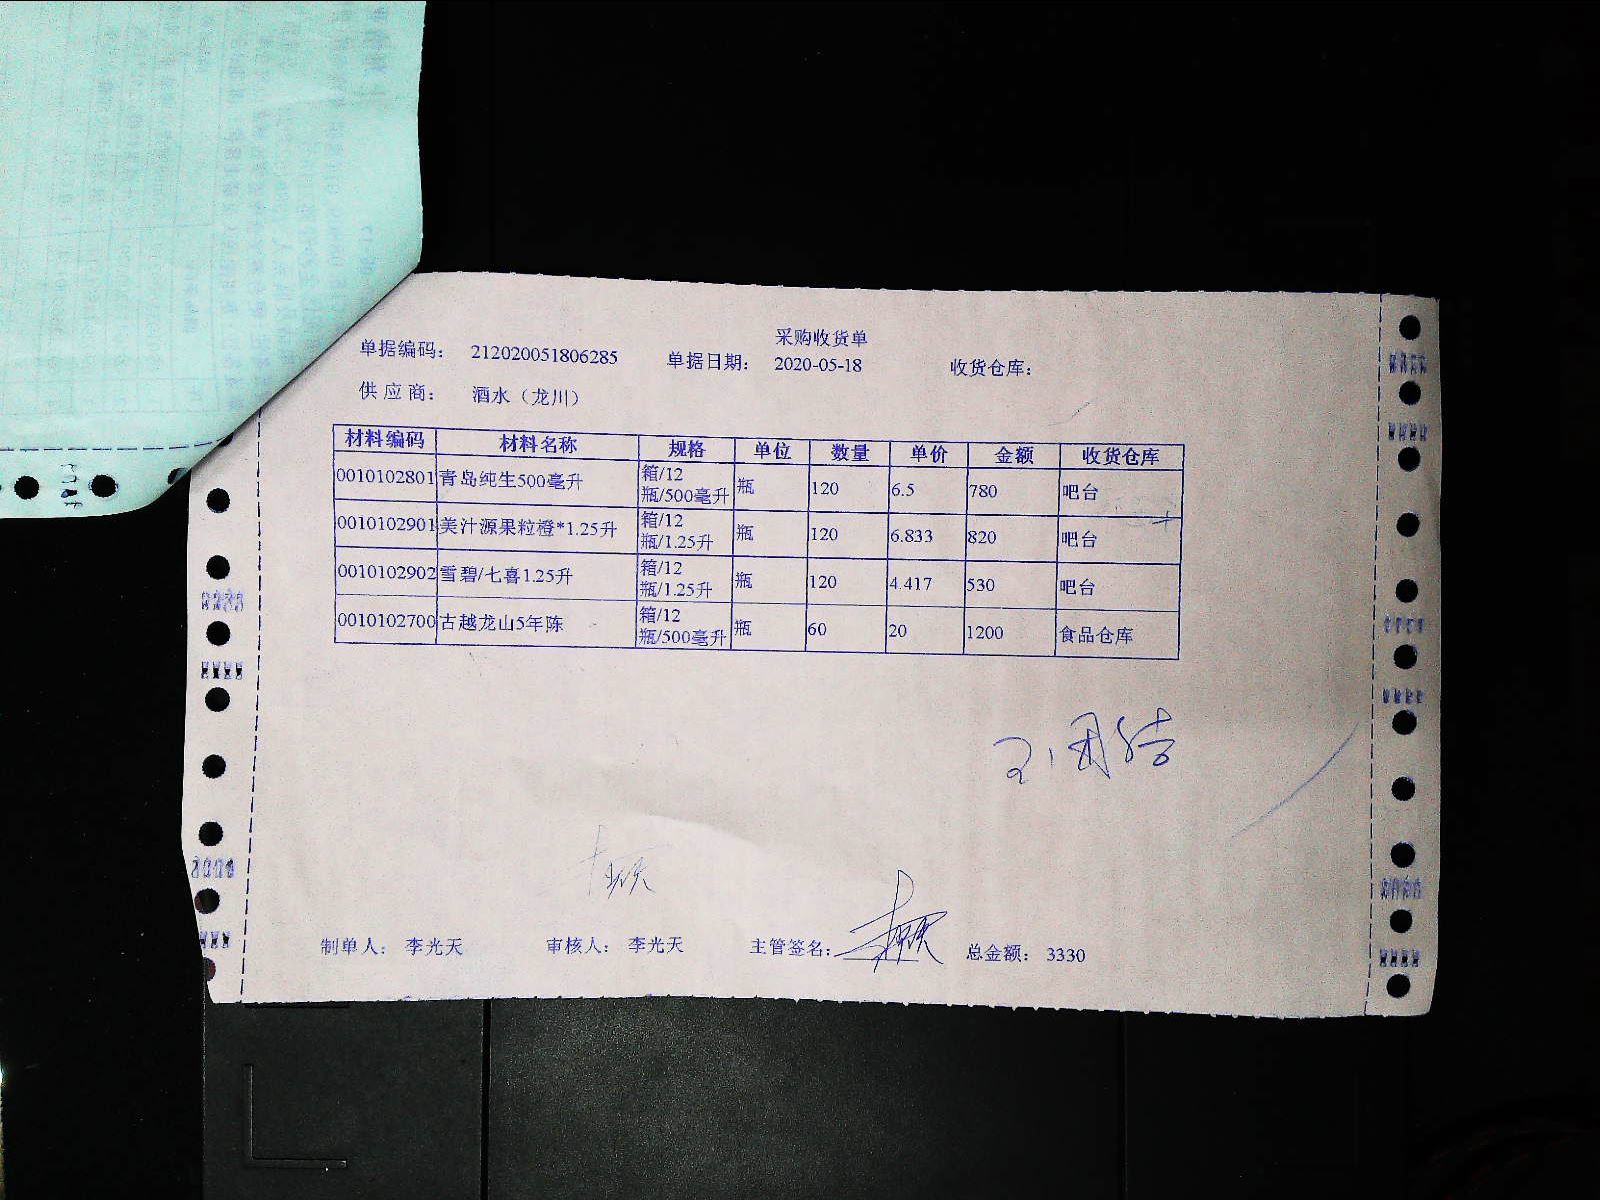 采购收货单
单据编码： 212020051806285 单据日期： 2020-05-18 收货仓库：
供应商： 酒水（龙川）
材料编码 材料名称 规格 单位 数量 单价 金额 收货仓库
0010102801 青岛纯生500毫升 箱/12瓶/500毫升 瓶 120 6.5 780 吧台
0010102901 美汁源果粒橙*1.25升 箱/12瓶/1.25升 瓶 120 6.833 820 吧台
0010102902 雪碧/七喜1.25升 箱/12瓶/1.25升 瓶 120 4.417 530 吧台
0010102700 古越龙山5年陈 箱/12瓶/500毫升 瓶 60 20 1200 食品仓库
制单人： 李光天 审核人： 李光天 主管签名： 总金额： 3330